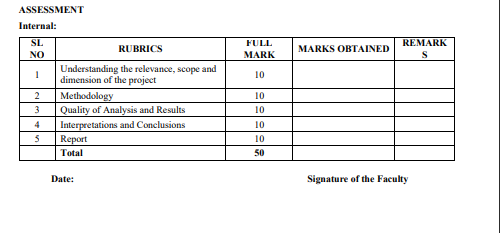 ASSESSMENT
Internal:
SL NO RUBRICS FULL MARK MARKS OBTAINED REMARKS
1 Understanding the relevance, scope and dimension of the project 10
2 Methodology 10
3 Quality of Analysis and Results 10
4 Interpretations and Conclusions 10
5 Report 10
Total 50
Date: Signature of the Faculty